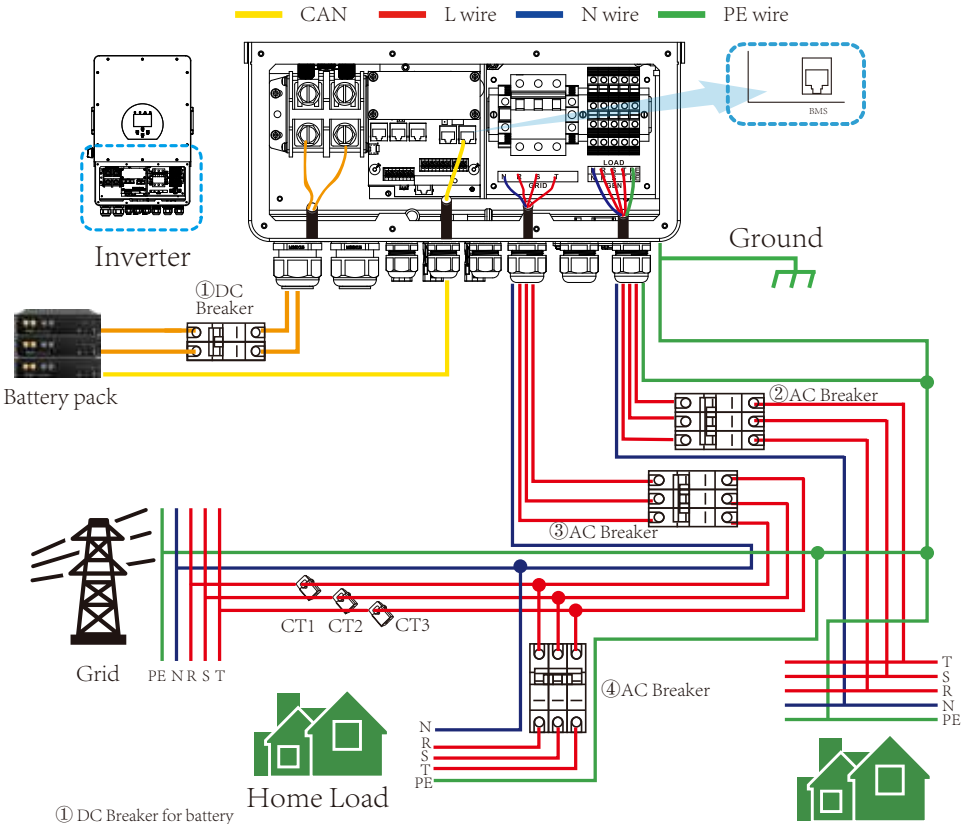 CAN L wire N wire PE wire
BMS
LOAD
N R S T
GRID
GEN
Inverter
Ground
①DC
Breaker
Battery pack
②AC Breaker
③AC Breaker
CT1 CT2 CT3
Grid
PE N R S T
④AC Breaker
T
S
R
N
PE
N
R
S
T
PE
Home Load
① DC Breaker for battery